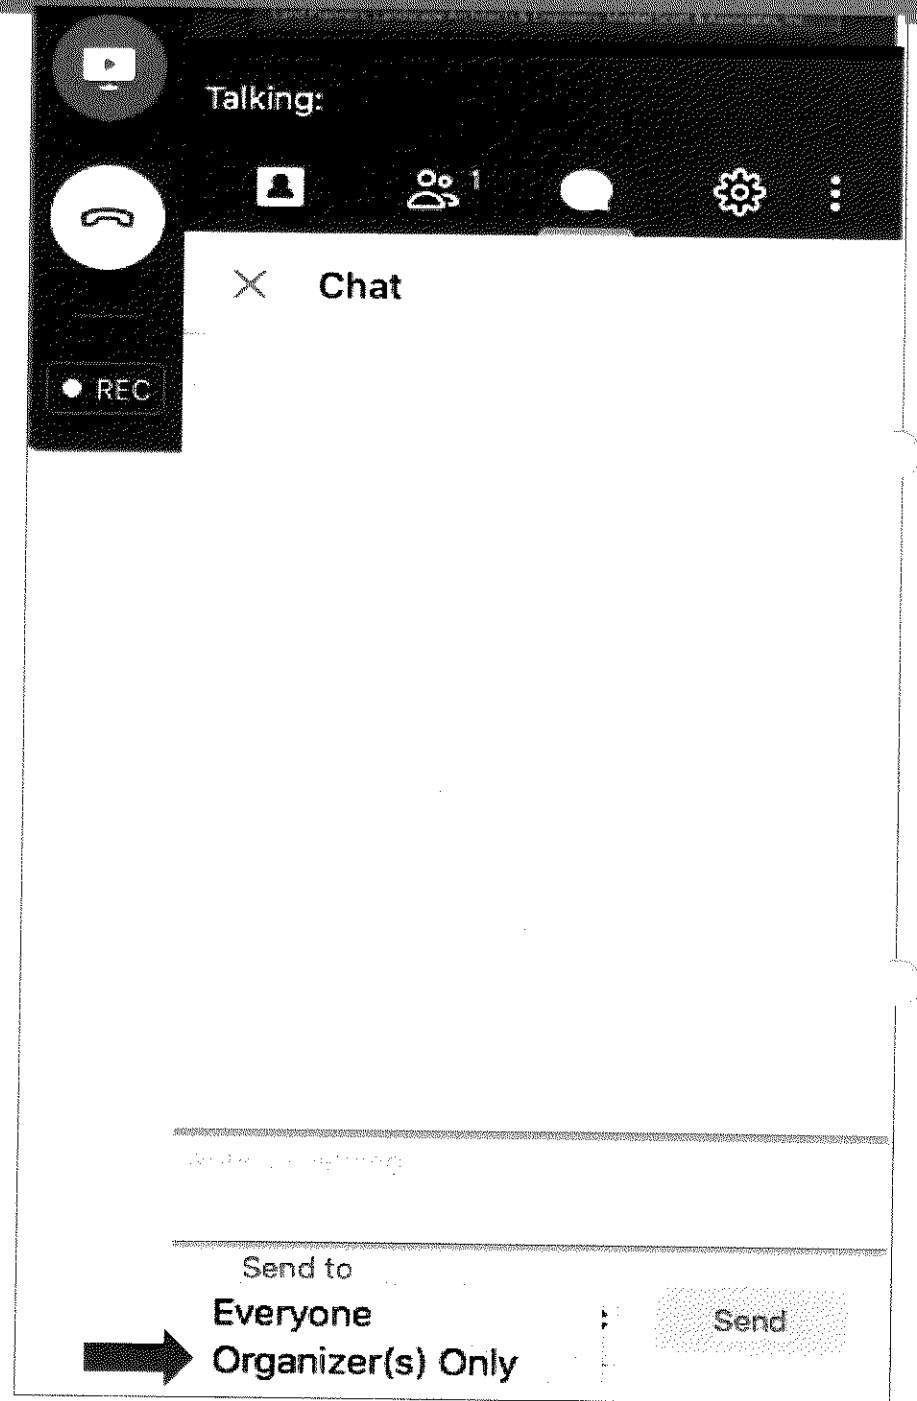 Talking:
1
Chat
REC
Send to
Everyone
Send
Organizer(s) Only